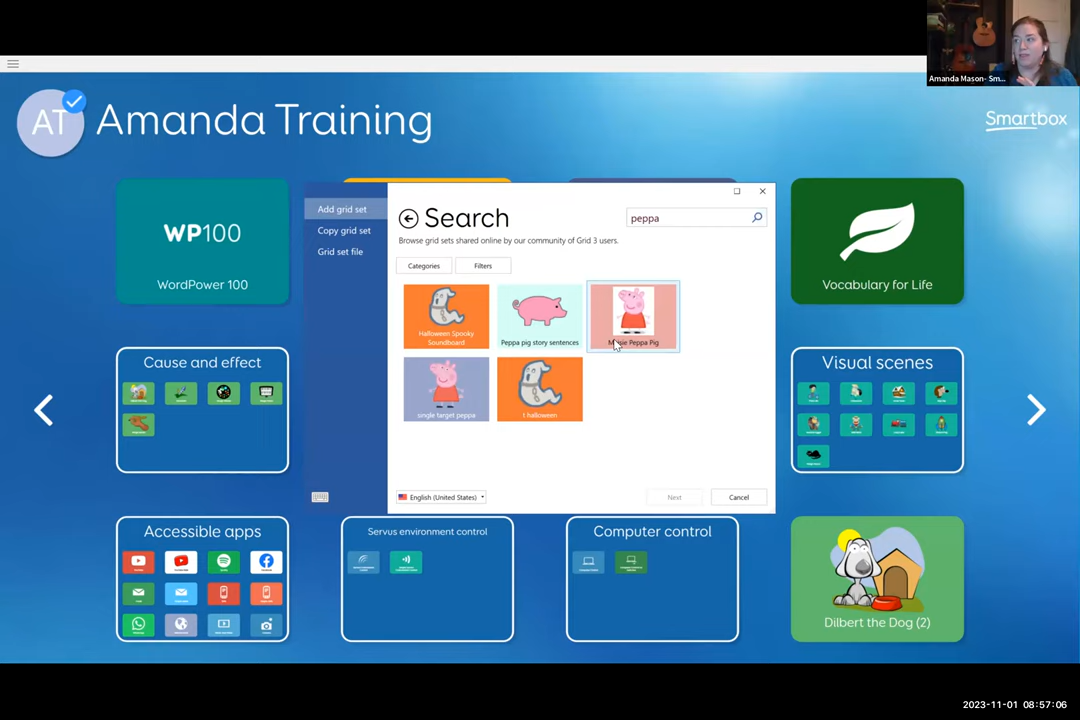 Amanda Mason- Sm...
AT
Amanda Training
Smartbox
WP100
WordPower 100
Add grid set
Copy grid set
Grid set file
Search
peppa
Browse grid sets shared online by our community of Grid 3 users.
Categories
Filters
Halloween Spooky
Soundboard
Peppa pig story sentences
Peppa Pig
single target peppa
t halloween
English (United States)
Next
Cancel
Vocabulary for Life
Cause and effect
Visual scenes
Accessible apps
Servus environment control
Computer control
Dilbert the Dog (2)
2023-11-01 08:57:06